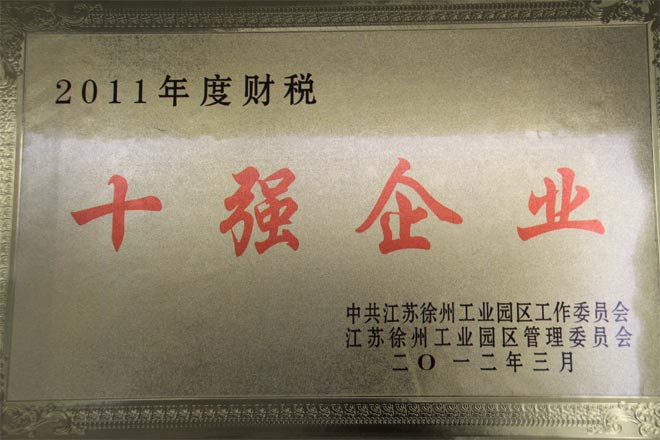 2011年度财税
十强企业
中共江苏徐州工业园区工作委员会
江苏徐州工业园区管理委员会
二〇一二年三月